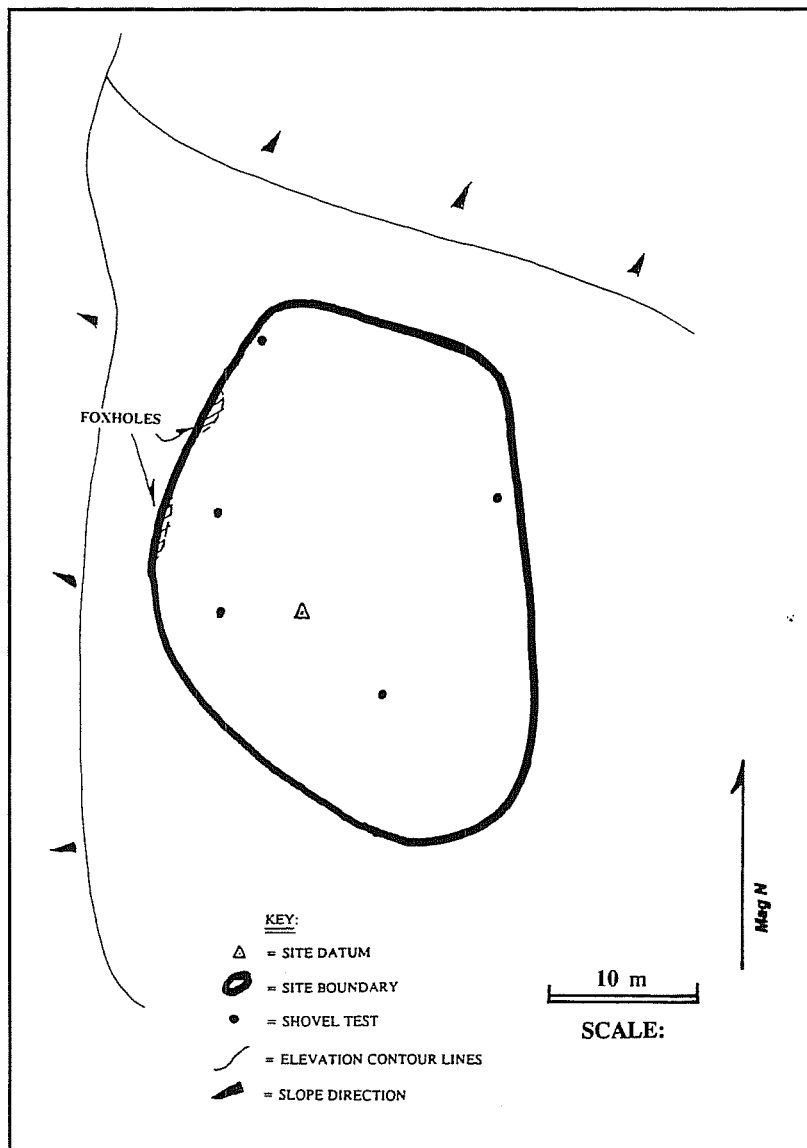 FOXHOLES
Mag N
KEY:
= SITE DATUM
= SITE BOUNDARY
= SHOVEL TEST
= ELEVATION CONTOUR LINES
= SLOPE DIRECTION
10 m
SCALE: